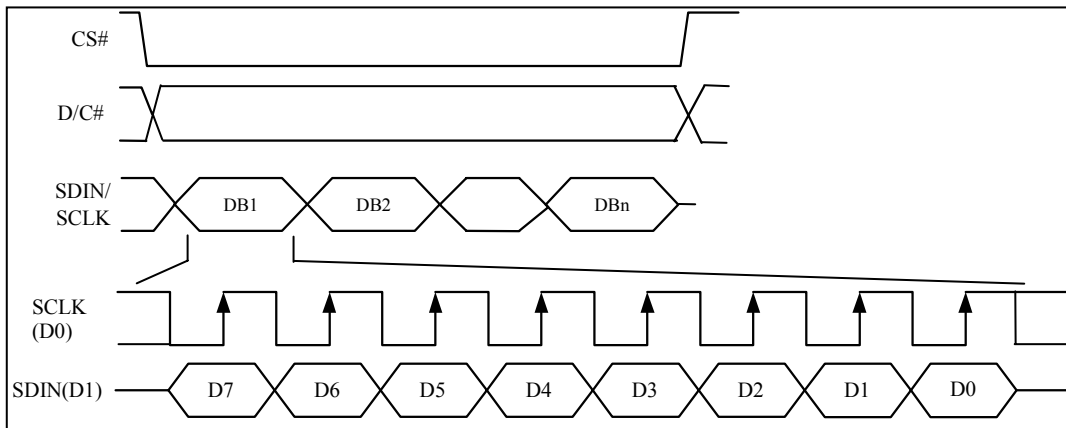 CS#
D/C#
SDIN/
SCLK
DB1 DB2 DBn
SCLK
(D0)
SDIN(D1) D7 D6 D5 D4 D3 D2 D1 D0